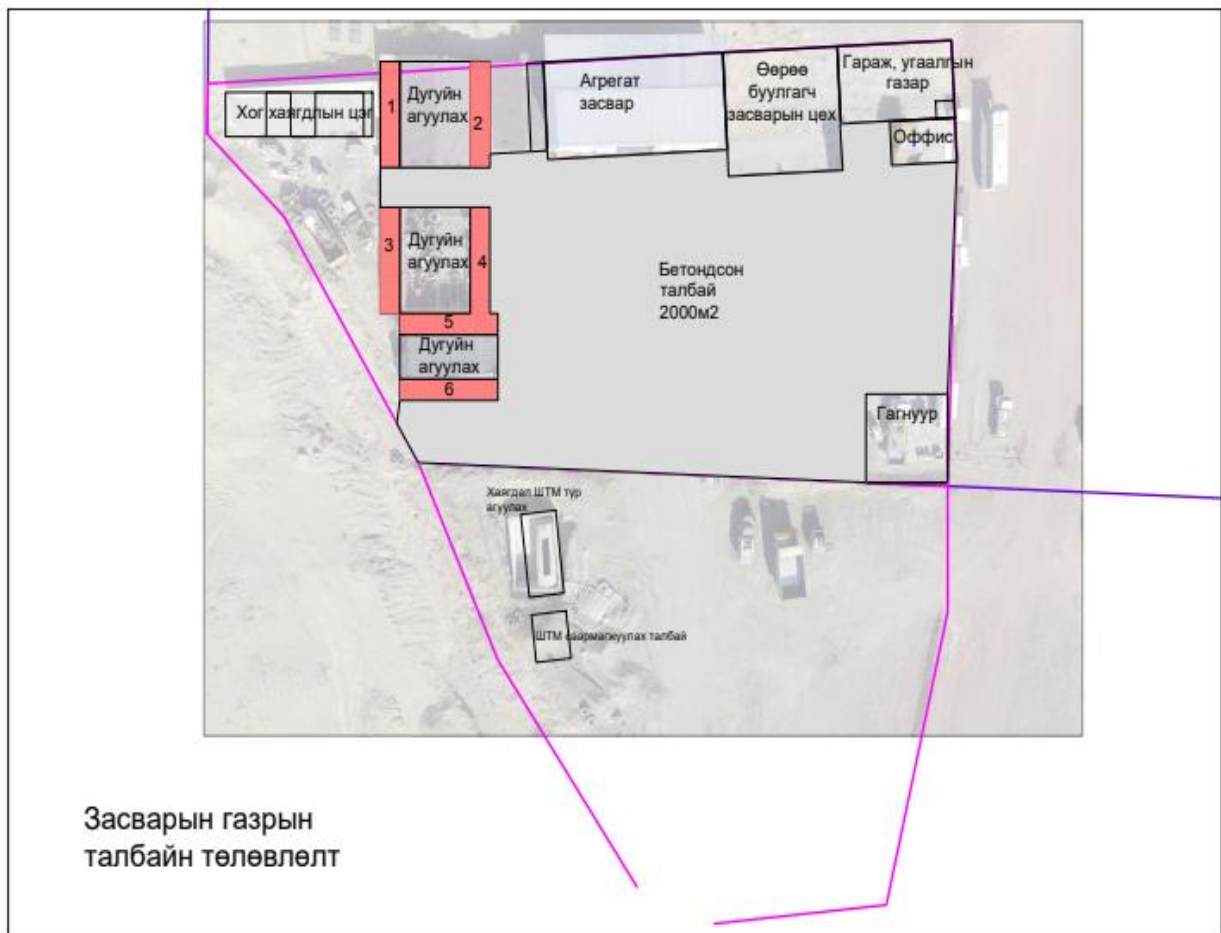 Хог хаягдлын цэг
1
Дугуйн
агуулах
2
Агрегат
засвар
Өөрөө
буулгагч
засварын цех
Гараж, угаалгын
газар
Оффис
3
Дугуйн
агуулах
4
5
Дугуйн
агуулах
6
Бетондсон
талбай
2000м2
Гагнуур
Хаягдал ШТМ түр
агуулах
ШТМ саармагжуулах талбай
Засварын газрын
талбайн төлөвлөлт